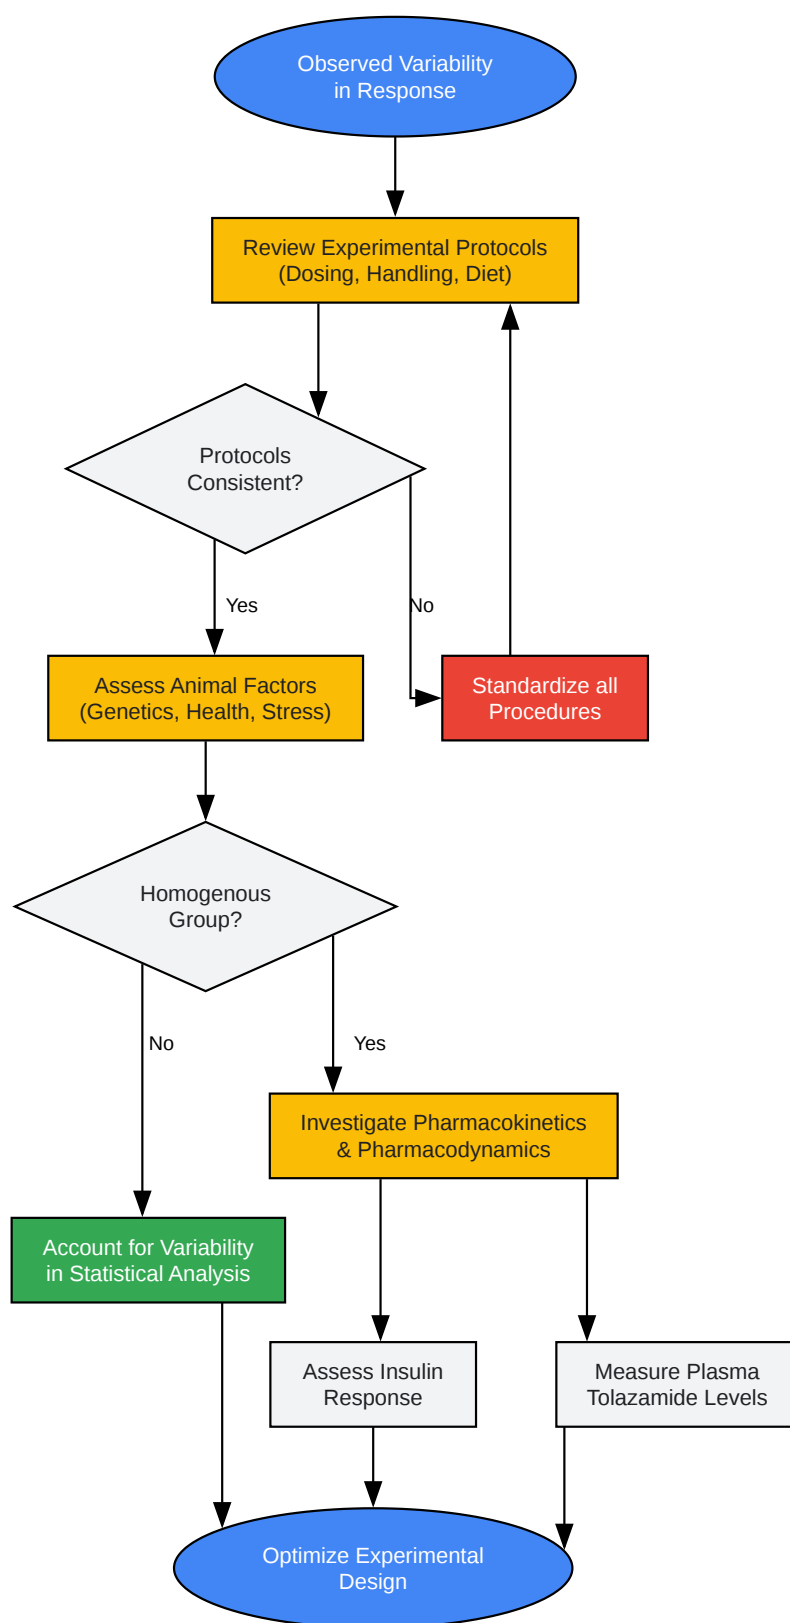 Observed Variability
in Response
Review Experimental Protocols
(Dosing, Handling, Diet)
Protocols
Consistent?
Yes
No
Assess Animal Factors
(Genetics, Health, Stress)
Standardize all
Procedures
Homogenous
Group?
No
Yes
Investigate Pharmacokinetics
& Pharmacodynamics
Account for Variability
in Statistical Analysis
Assess Insulin
Response
Measure Plasma
Tolazamide Levels
Optimize Experimental
Design